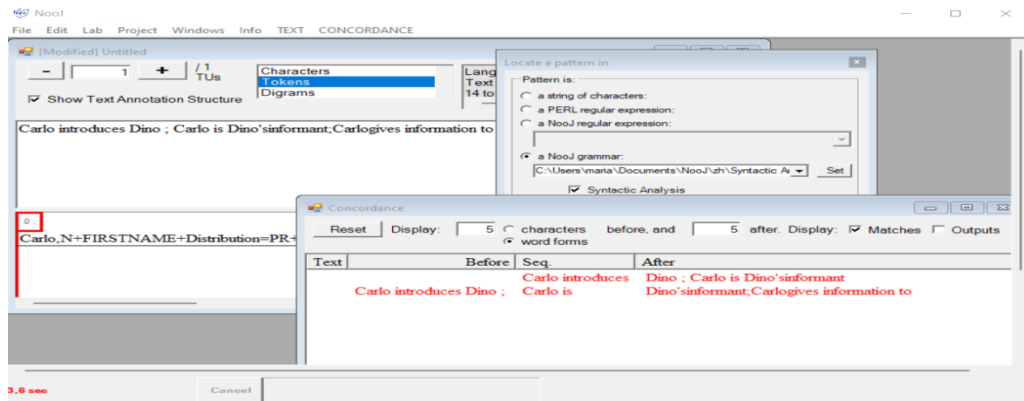 NooJ
File Edit Lab Project Windows Info TEXT CONCORDANCE
[Modified] Untitled
- 1 + / 1 TUs
Show Text Annotation Structure
Characters
Tokens
Digrams
Lang
Text
14 to
Carlo introduces Dino ; Carlo is Dino'sinformant;Carlogives information to
0
Carlo,N+FIRSTNAME+Distribution=PR+
Locate a pattern in
Pattern is:
a string of characters:
a PERL regular expression:
a NooJ regular expression:
a NooJ grammar:
C:\Users\maria\Documents\NooJ\zh\Syntactic Set
Syntactic Analysis
Concordance
Reset Display: 5 characters before, and 5 after. Display: Matches Outputs
word forms
Text Before Seq. After
Carlo introduces Dino ; Carlo is Dino'sinformant
Carlo introduces Dino ; Carlo is Dino'sinformant;Carlogives information to
3,6 sec Cancel